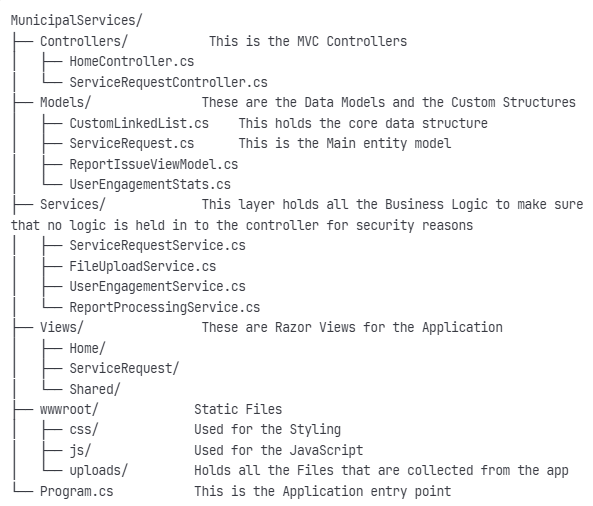 MunicipalServices/
├── Controllers/           This is the MVC Controllers
│   ├── HomeController.cs
│   └── ServiceRequestController.cs
├── Models/               These are the Data Models and the Custom Structures
│   ├── CustomLinkedList.cs    This holds the core data structure
│   ├── ServiceRequest.cs      This is the Main entity model
│   ├── ReportIssueViewModel.cs
│   └── UserEngagementStats.cs
├── Services/             This layer holds all the Business Logic to make sure
that no logic is held in to the controller for security reasons
│   ├── ServiceRequestService.cs
│   ├── FileUploadService.cs
│   ├── UserEngagementService.cs
│   └── ReportProcessingService.cs
├── Views/                These are Razor Views for the Application
│   ├── Home/
│   ├── ServiceRequest/
│   └── Shared/
├── wwwroot/             Static Files
│   ├── css/             Used for the Styling
│   ├── js/              Used for the JavaScript
│   └── uploads/         Holds all the Files that are collected from the app
└── Program.cs           This is the Application entry point